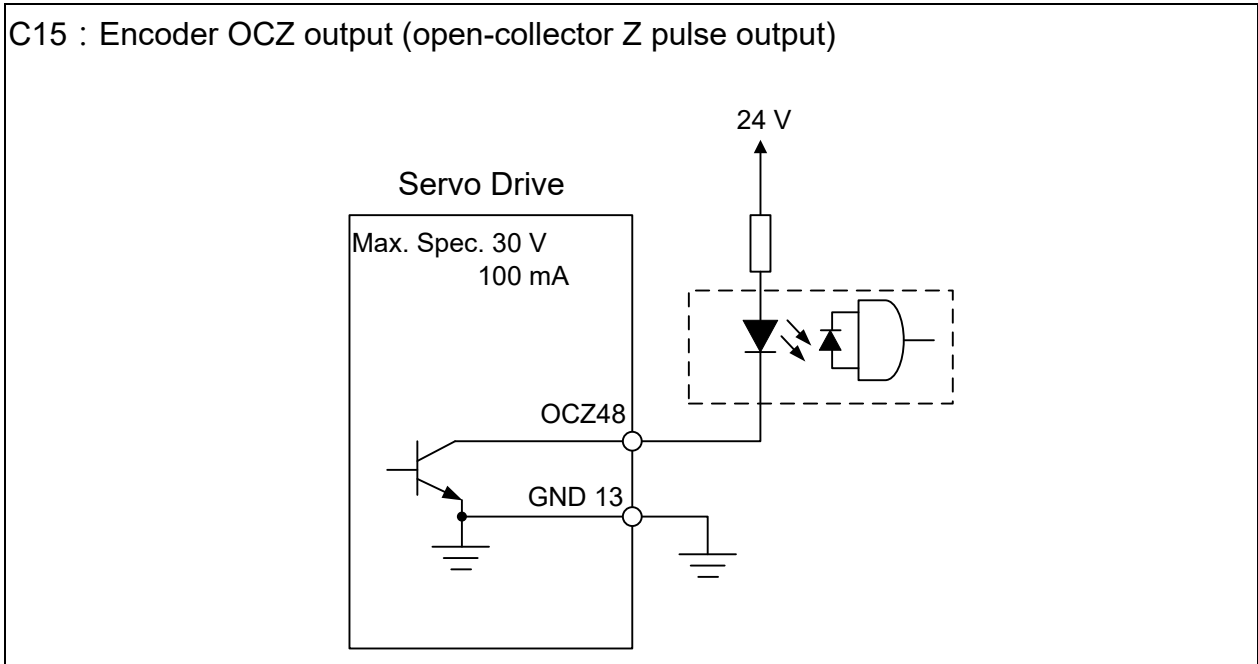 C15：Encoder OCZ output (open-collector Z pulse output)
24 V
Servo Drive
Max. Spec. 30 V
100 mA
OCZ48
GND 13